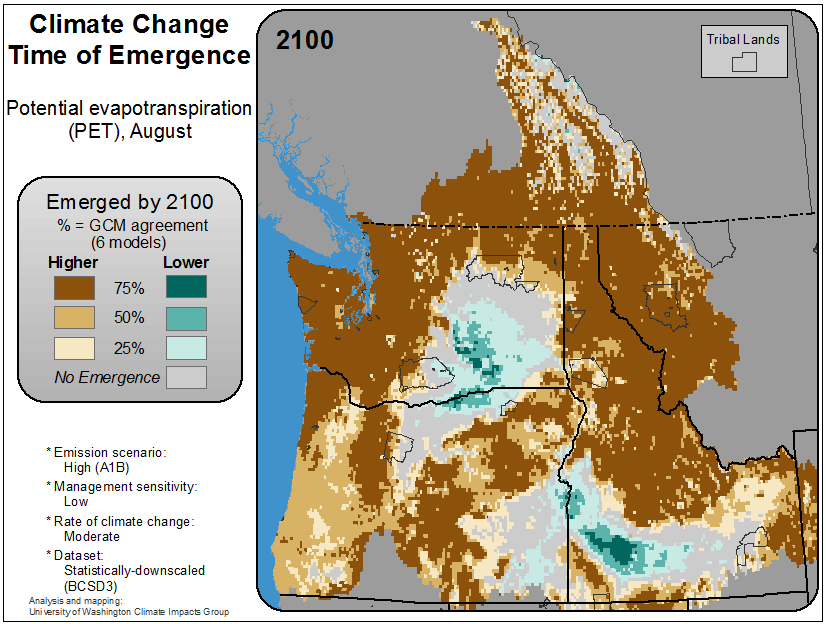 Climate Change
Time of Emergence
Potential evapotranspiration
(PET), August
Emerged by 2100
% = GCM agreement
(6 models)
Higher Lower
75%
50%
25%
No Emergence
* Emission scenario:
High (A1B)
* Management sensitivity:
Low
* Rate of climate change:
Moderate
* Dataset:
Statistically-downscaled
(BCSD3)
Analysis and mapping:
University of Washington Climate Impacts Group
2100
Tribal Lands